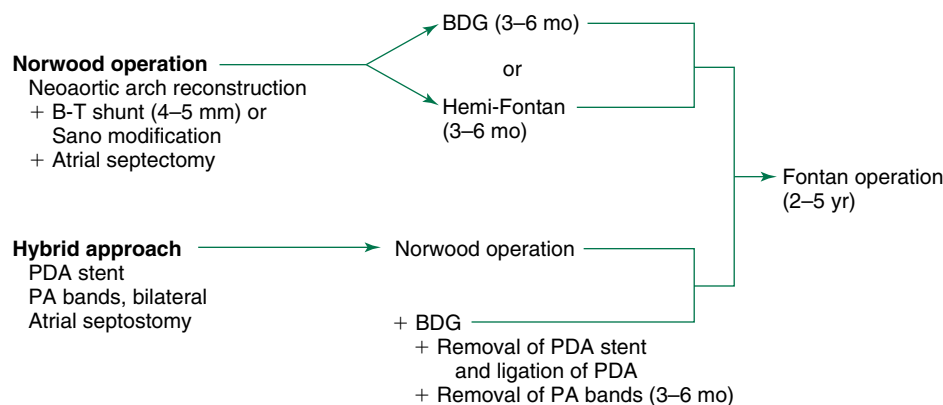 BDG (3–6 mo)
Norwood operation
Neoaortic arch reconstruction
+ B-T shunt (4–5 mm) or
Sano modification
+ Atrial septectomy
or
Hemi-Fontan
(3–6 mo)
Fontan operation
(2–5 yr)
Hybrid approach
PDA stent
PA bands, bilateral
Atrial septostomy
Norwood operation
+ BDG
+ Removal of PDA stent
and ligation of PDA
+ Removal of PA bands (3–6 mo)